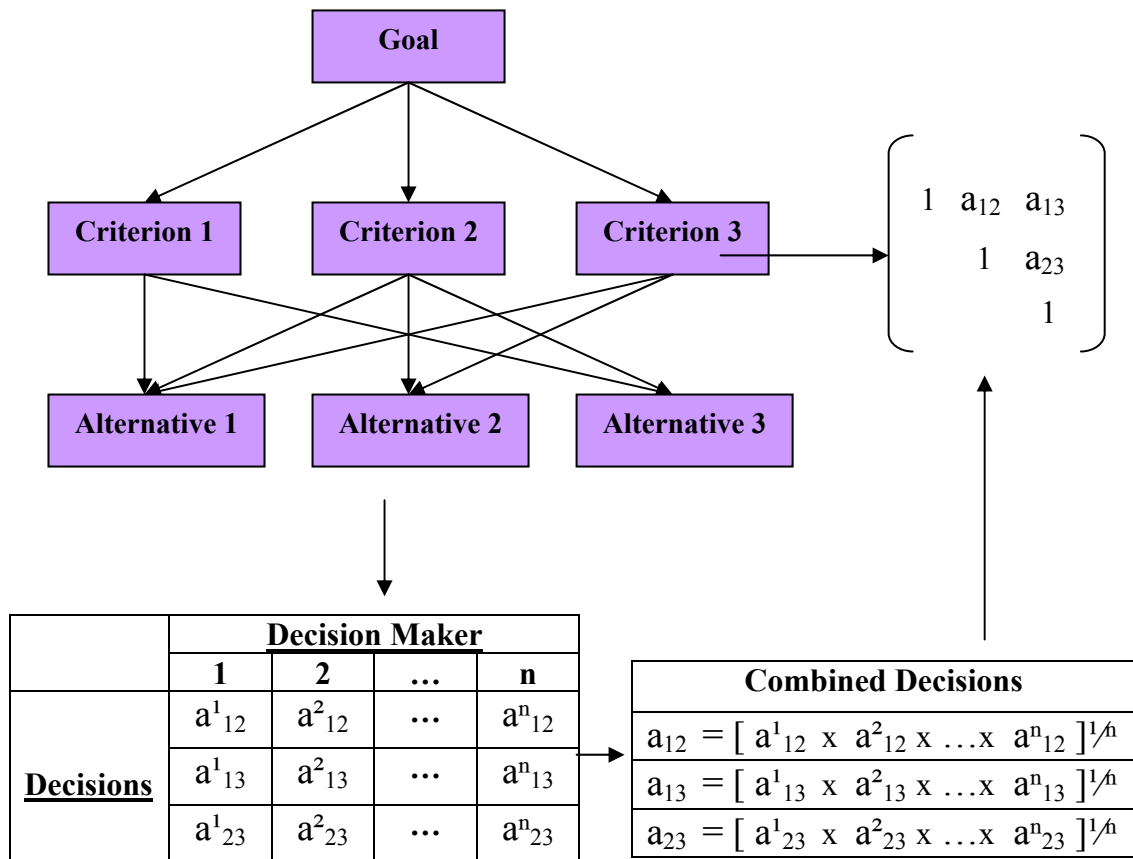 Goal
Criterion 1 Criterion 2 Criterion 3
1 a₁₂ a₁₃
1 a₂₃
1
Alternative 1 Alternative 2 Alternative 3
Decision Maker
1 2 … n
Decisions
a¹₁₂ a²₁₂ … aⁿ₁₂
a¹₁₃ a²₁₃ … aⁿ₁₃
a¹₂₃ a²₂₃ … aⁿ₂₃
Combined Decisions
a₁₂ = [ a¹₁₂ x a²₁₂ x …x aⁿ₁₂ ]¹⁄ⁿ
a₁₃ = [ a¹₁₃ x a²₁₃ x …x aⁿ₁₃ ]¹⁄ⁿ
a₂₃ = [ a¹₂₃ x a²₂₃ x …x aⁿ₂₃ ]¹⁄ⁿ